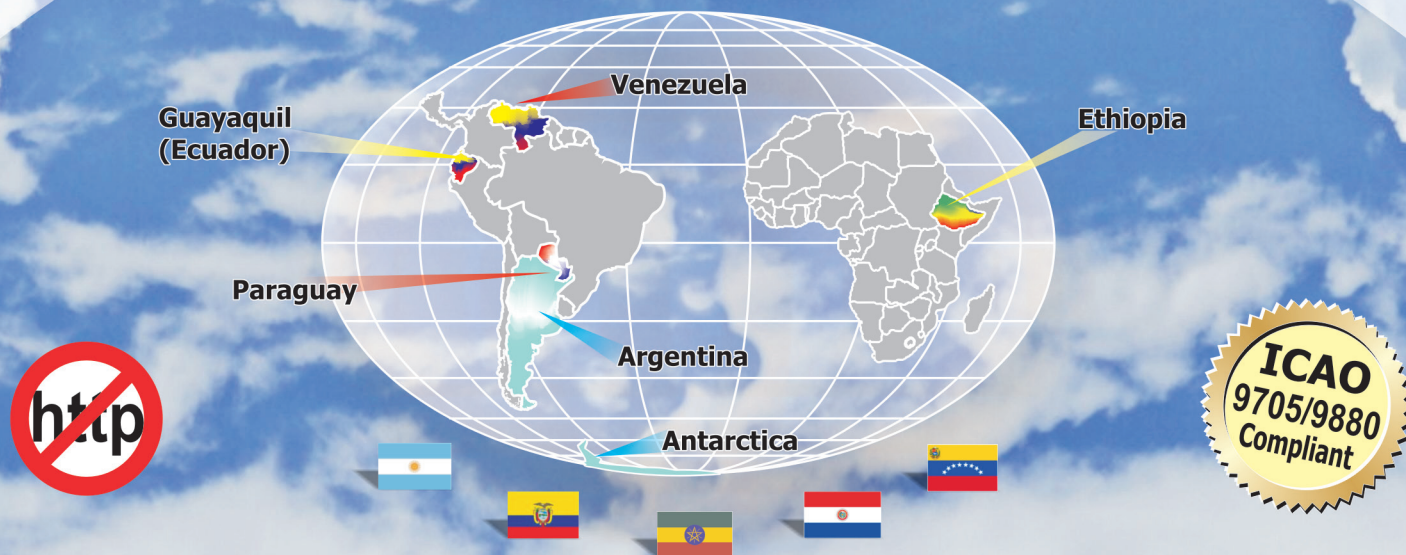 Venezuela
Guayaquil
(Ecuador)
Ethiopia
Paraguay
Argentina
Antarctica
http
ICAO
9705/9880
Compliant